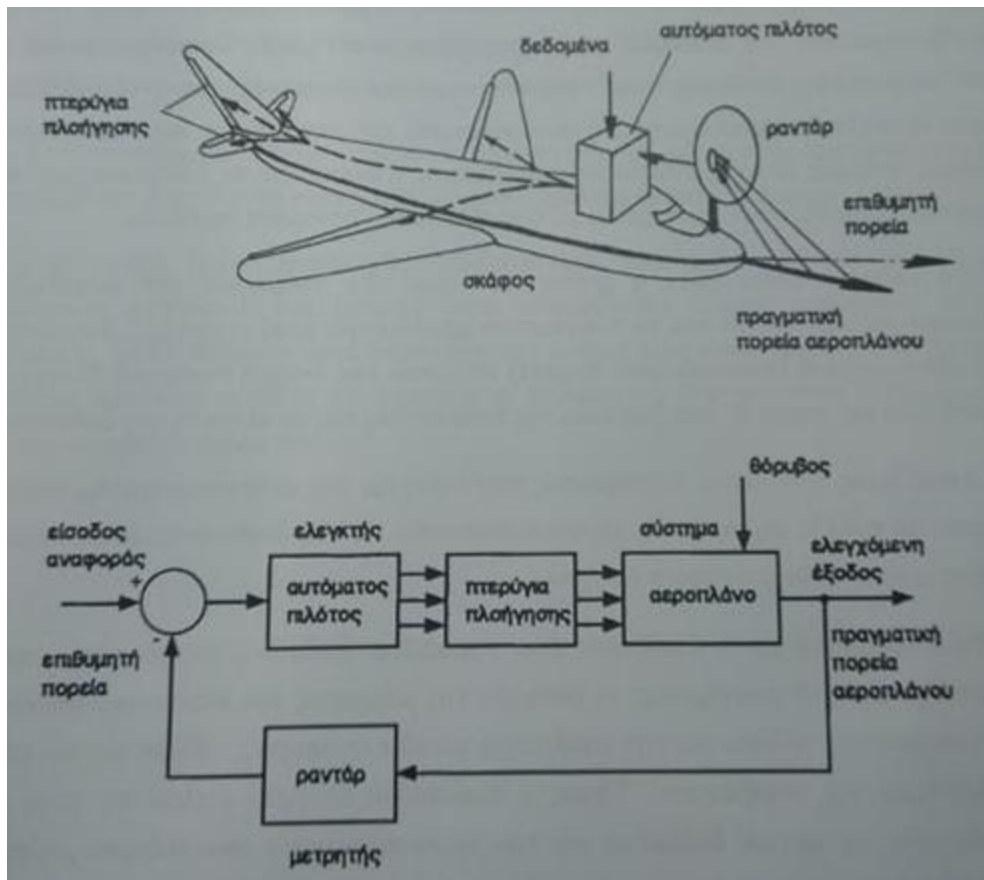 δεδομένα
αυτόματος πιλότος
πτερύγια
πλοήγησης
ραντάρ
επιθυμητή
πορεία
σκάφος
πραγματική
πορεία αεροπλάνου
θόρυβος
είσοδος
αναφοράς
ελεγκτής
σύστημα
ελεγχόμενη
έξοδος
+
αυτόματος
πιλότος
πτερύγια
πλοήγησης
αεροπλάνο
-
επιθυμητή
πορεία
πραγματική
πορεία
αεροπλάνου
ραντάρ
μετρητής